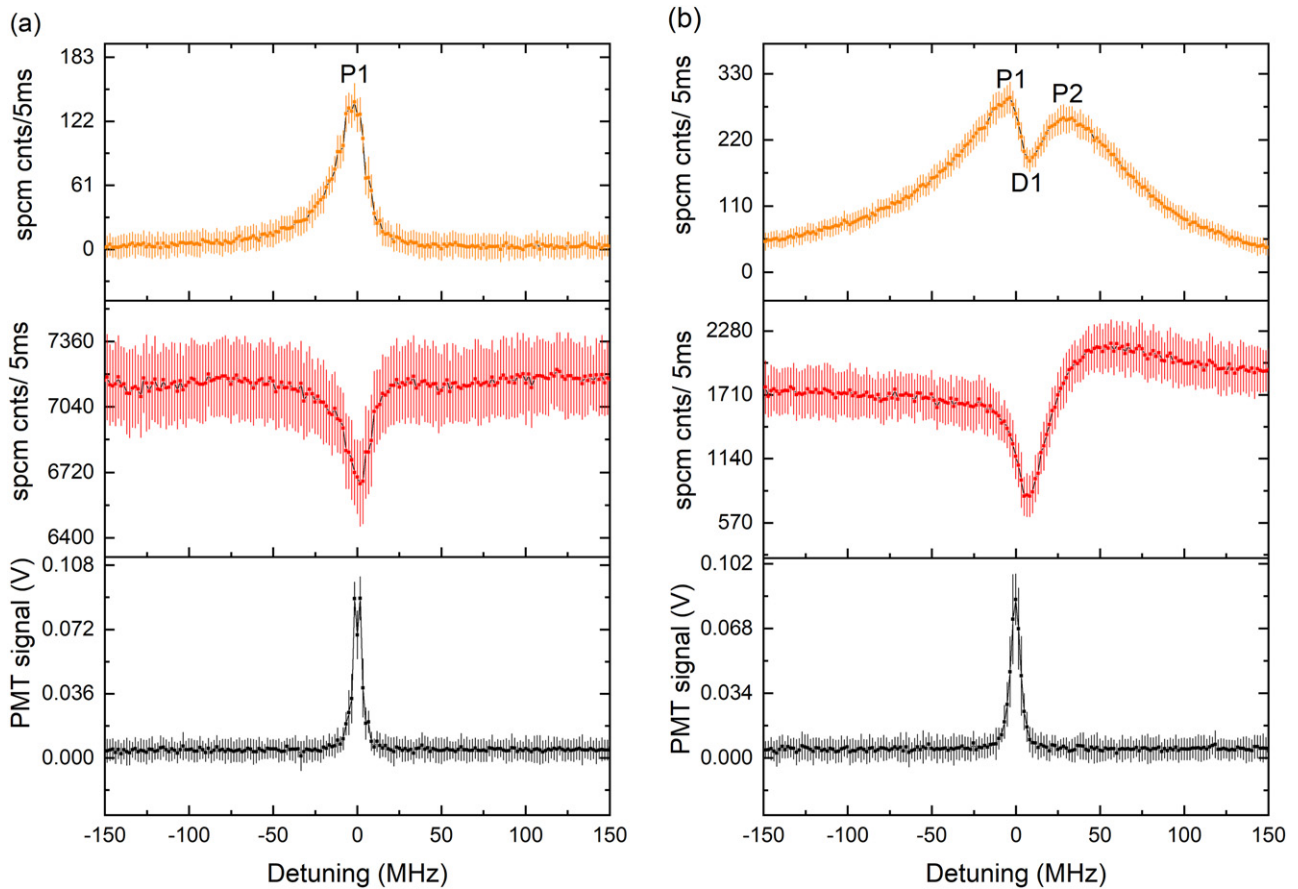 (a)
P1
183
122
61
0
spcm cnts/5ms
7360
7040
6720
6400
spcm cnts/ 5ms
0.108
0.072
0.036
0.000
PMT signal (V)
-150 -100 -50 0 50 100 150
Detuning (MHz)
(b)
P1 P2
D1
330
220
110
0
spcm cnts/ 5ms
2280
1710
1140
570
spcm cnts/ 5ms
0.102
0.068
0.034
0.000
PMT signal (V)
-150 -100 -50 0 50 100 150
Detuning (MHz)